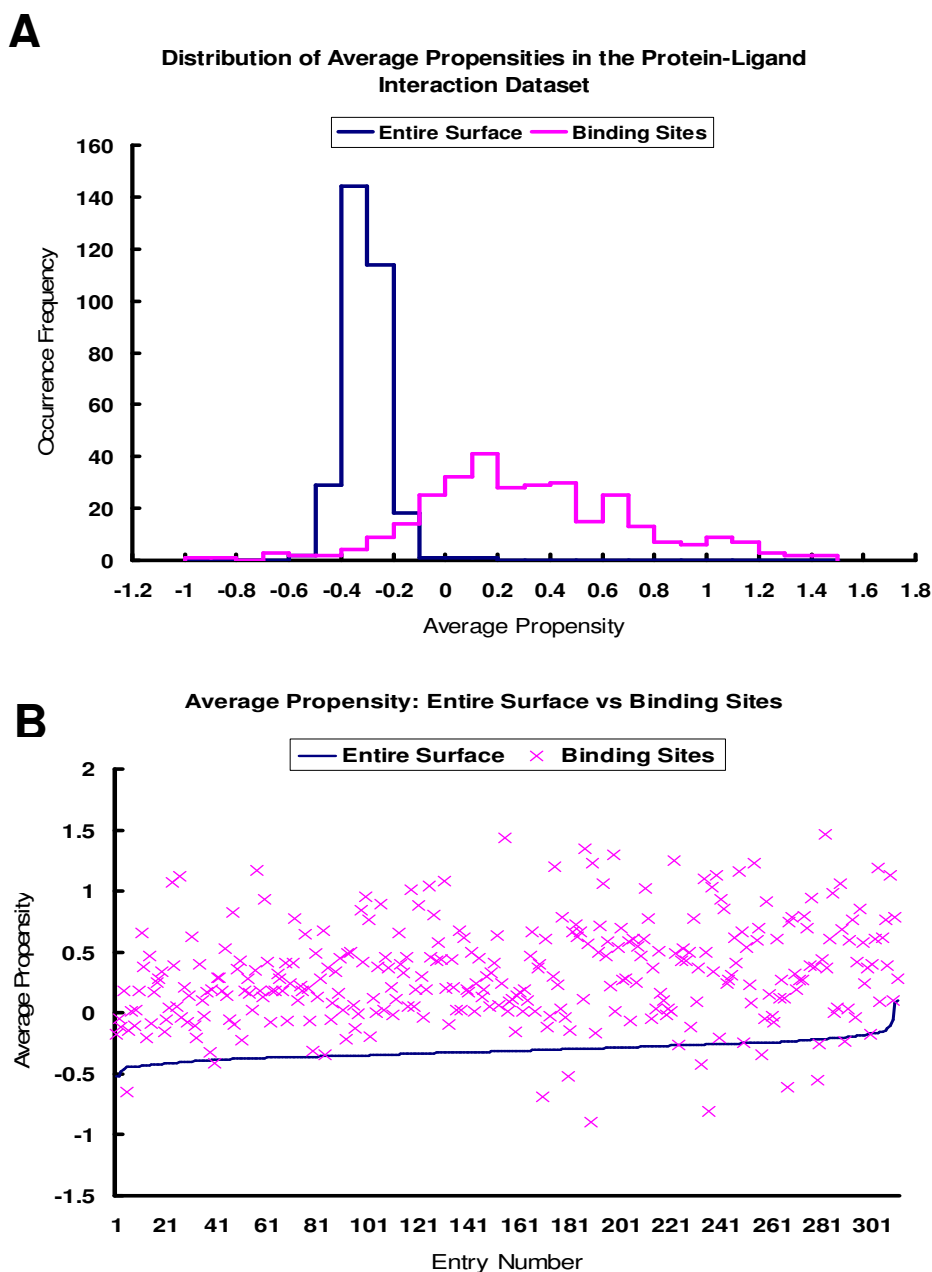 A
Distribution of Average Propensities in the Protein-Ligand
Interaction Dataset
Entire Surface Binding Sites
160
140
120
100
80
60
40
20
0
Occurrence Frequency
-1.2 -1 -0.8 -0.6 -0.4 -0.2 0 0.2 0.4 0.6 0.8 1 1.2 1.4 1.6 1.8
Average Propensity
B
Average Propensity: Entire Surface vs Binding Sites
Entire Surface Binding Sites
2
1.5
1
0.5
0
-0.5
-1
-1.5
Average Propensity
1 21 41 61 81 101 121 141 161 181 201 221 241 261 281 301
Entry Number